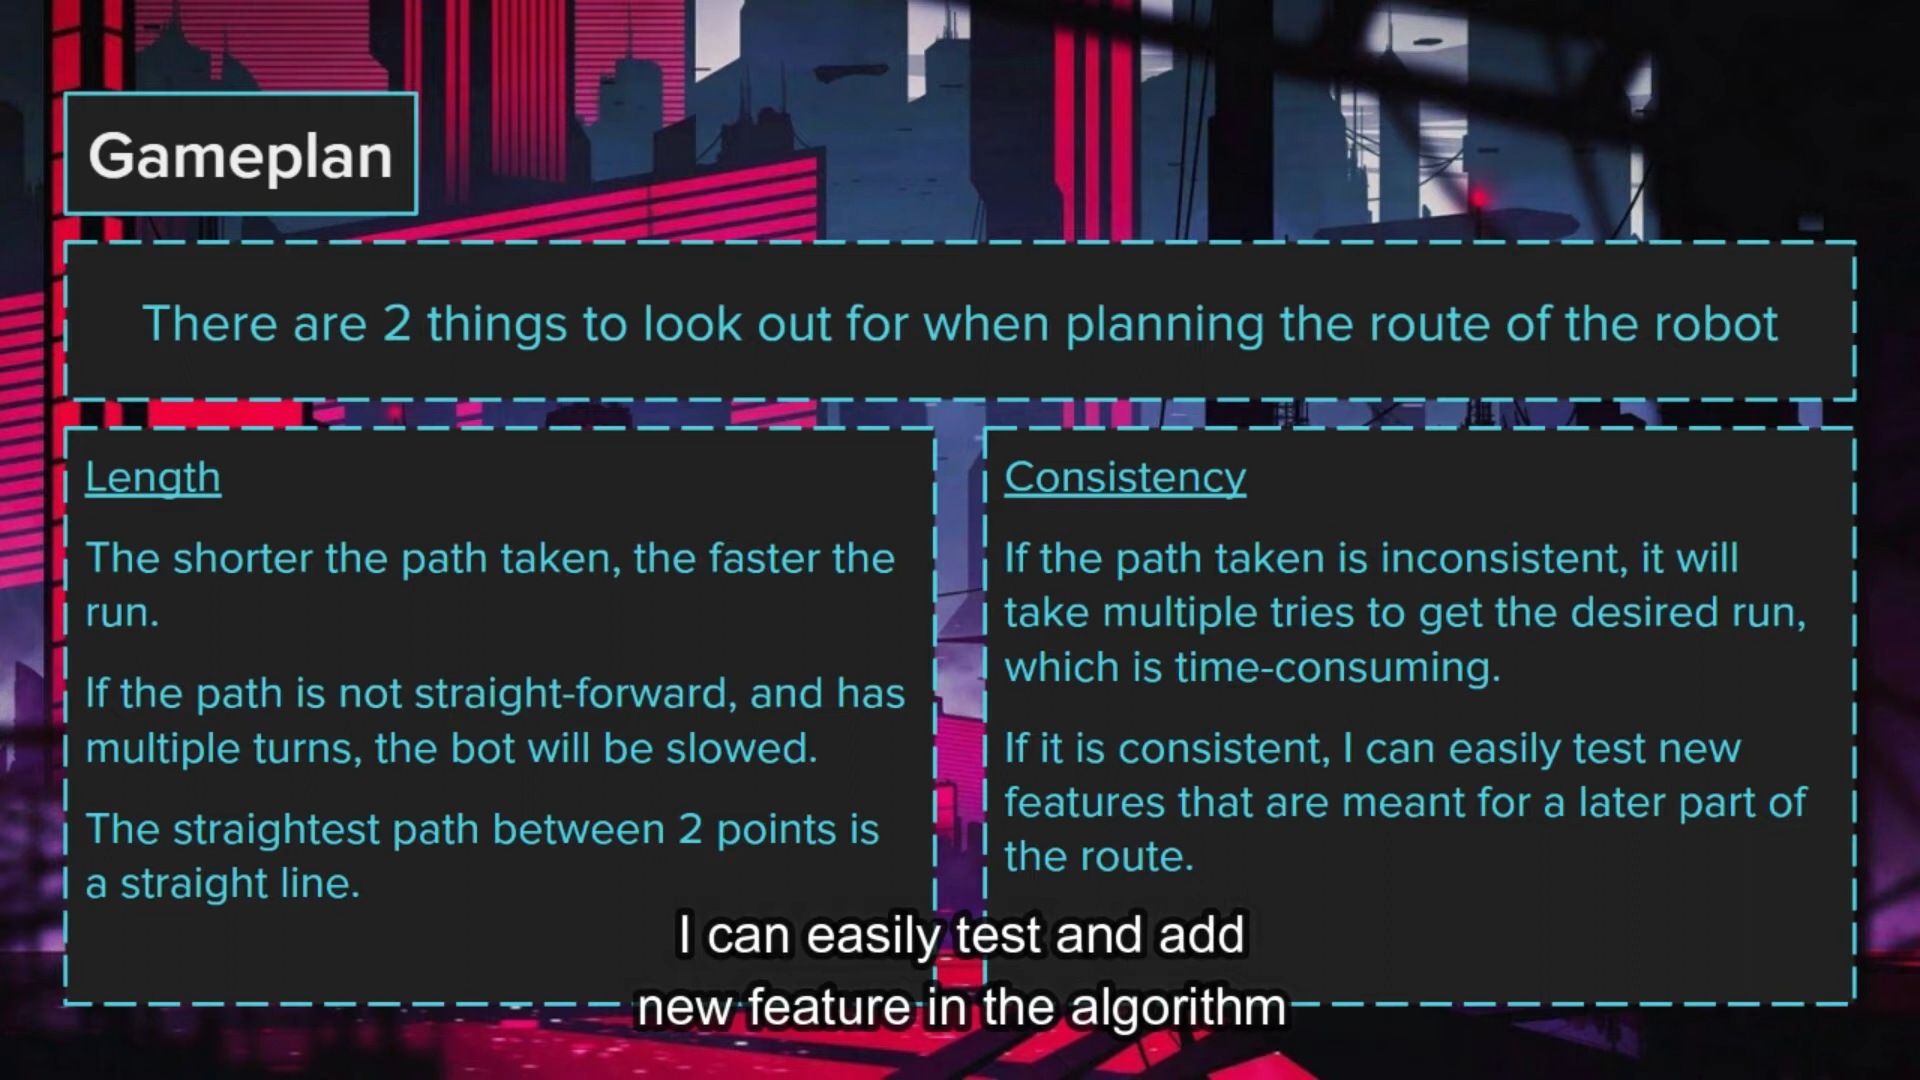 Gameplan
There are 2 things to look out for when planning the route of the robot
Length
The shorter the path taken, the faster the
run.
If the path is not straight-forward, and has
multiple turns, the bot will be slowed.
The straightest path between 2 points is
a straight line.
Consistency
If the path taken is inconsistent, it will
take multiple tries to get the desired run,
which is time-consuming.
If it is consistent, I can easily test new
features that are meant for a later part of
the route.
I can easily test and add
new feature in the algorithm